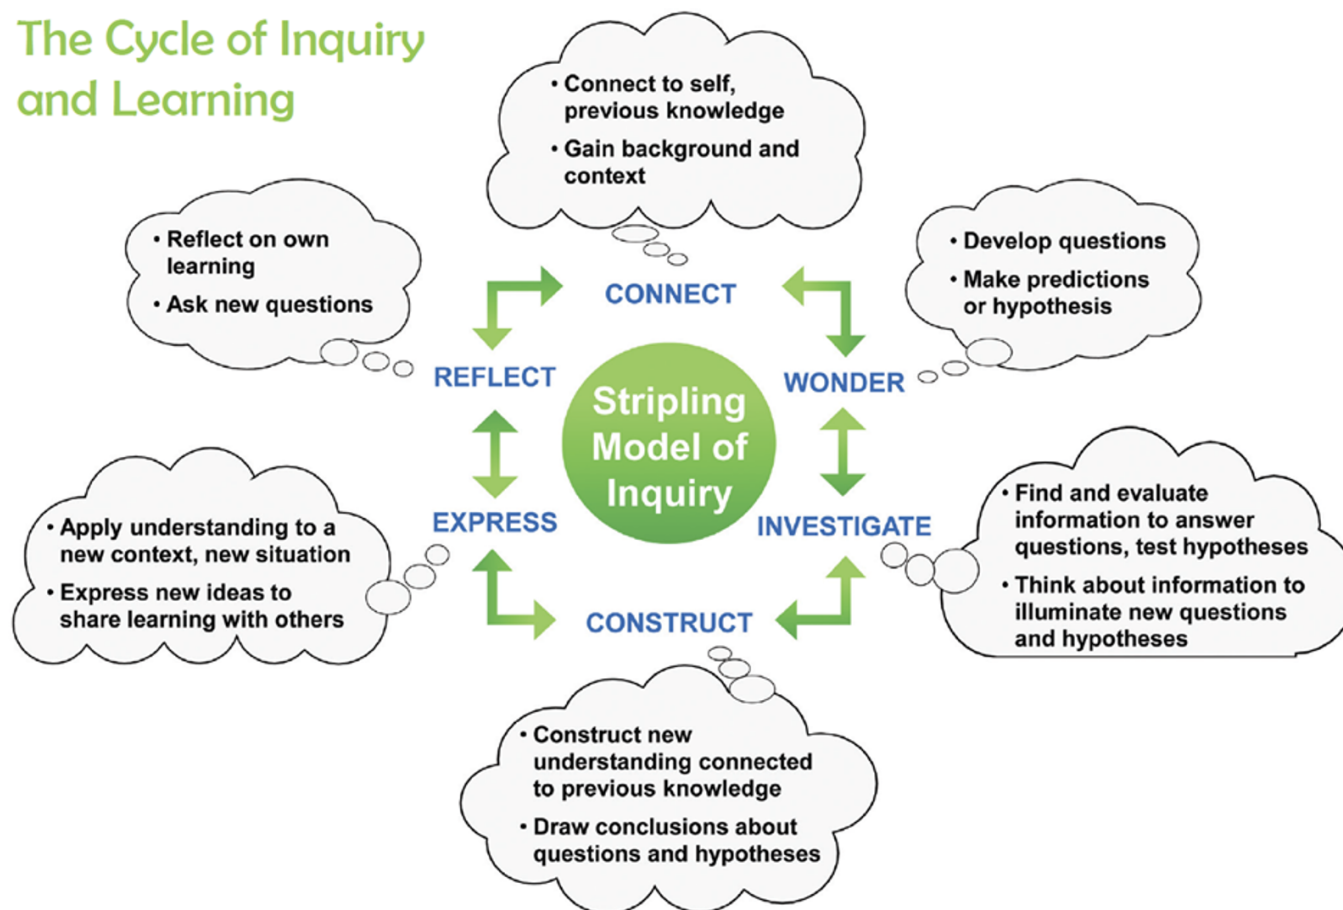 The Cycle of Inquiry
and Learning
• Connect to self,
previous knowledge
• Gain background and
context
• Reflect on own
learning
• Ask new questions
• Develop questions
• Make predictions
or hypothesis
CONNECT
REFLECT
WONDER
Stripling
Model of
Inquiry
EXPRESS
INVESTIGATE
• Apply understanding to a
new context, new situation
• Express new ideas to
share learning with others
• Find and evaluate
information to answer
questions, test hypotheses
• Think about information to
illuminate new questions
and hypotheses
CONSTRUCT
• Construct new
understanding connected
to previous knowledge
• Draw conclusions about
questions and hypotheses